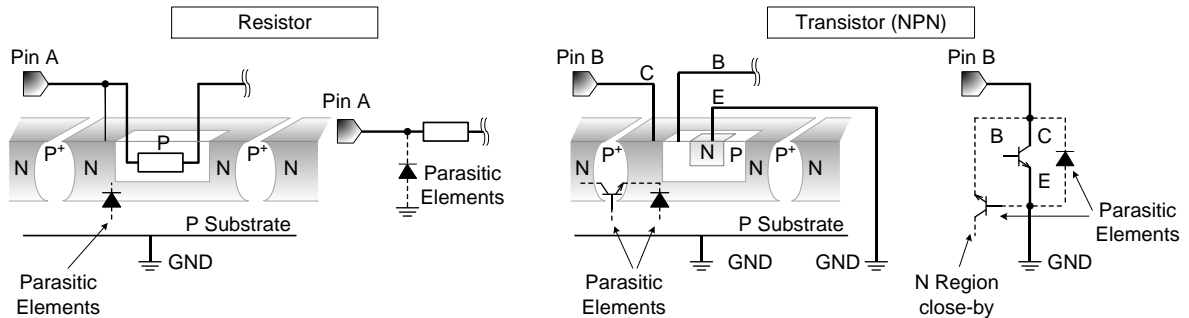 Resistor
Transistor (NPN)
Pin A
Pin B
C
B
E
Pin B
Pin A
N
P+
N
P
N
P+
N
Parasitic
Elements
N
P+
N
N
P
P+
N
B
C
E
P Substrate
GND
Parasitic
Elements
P Substrate
GND
GND
Parasitic
Elements
Parasitic
Elements
GND
N Region
close-by